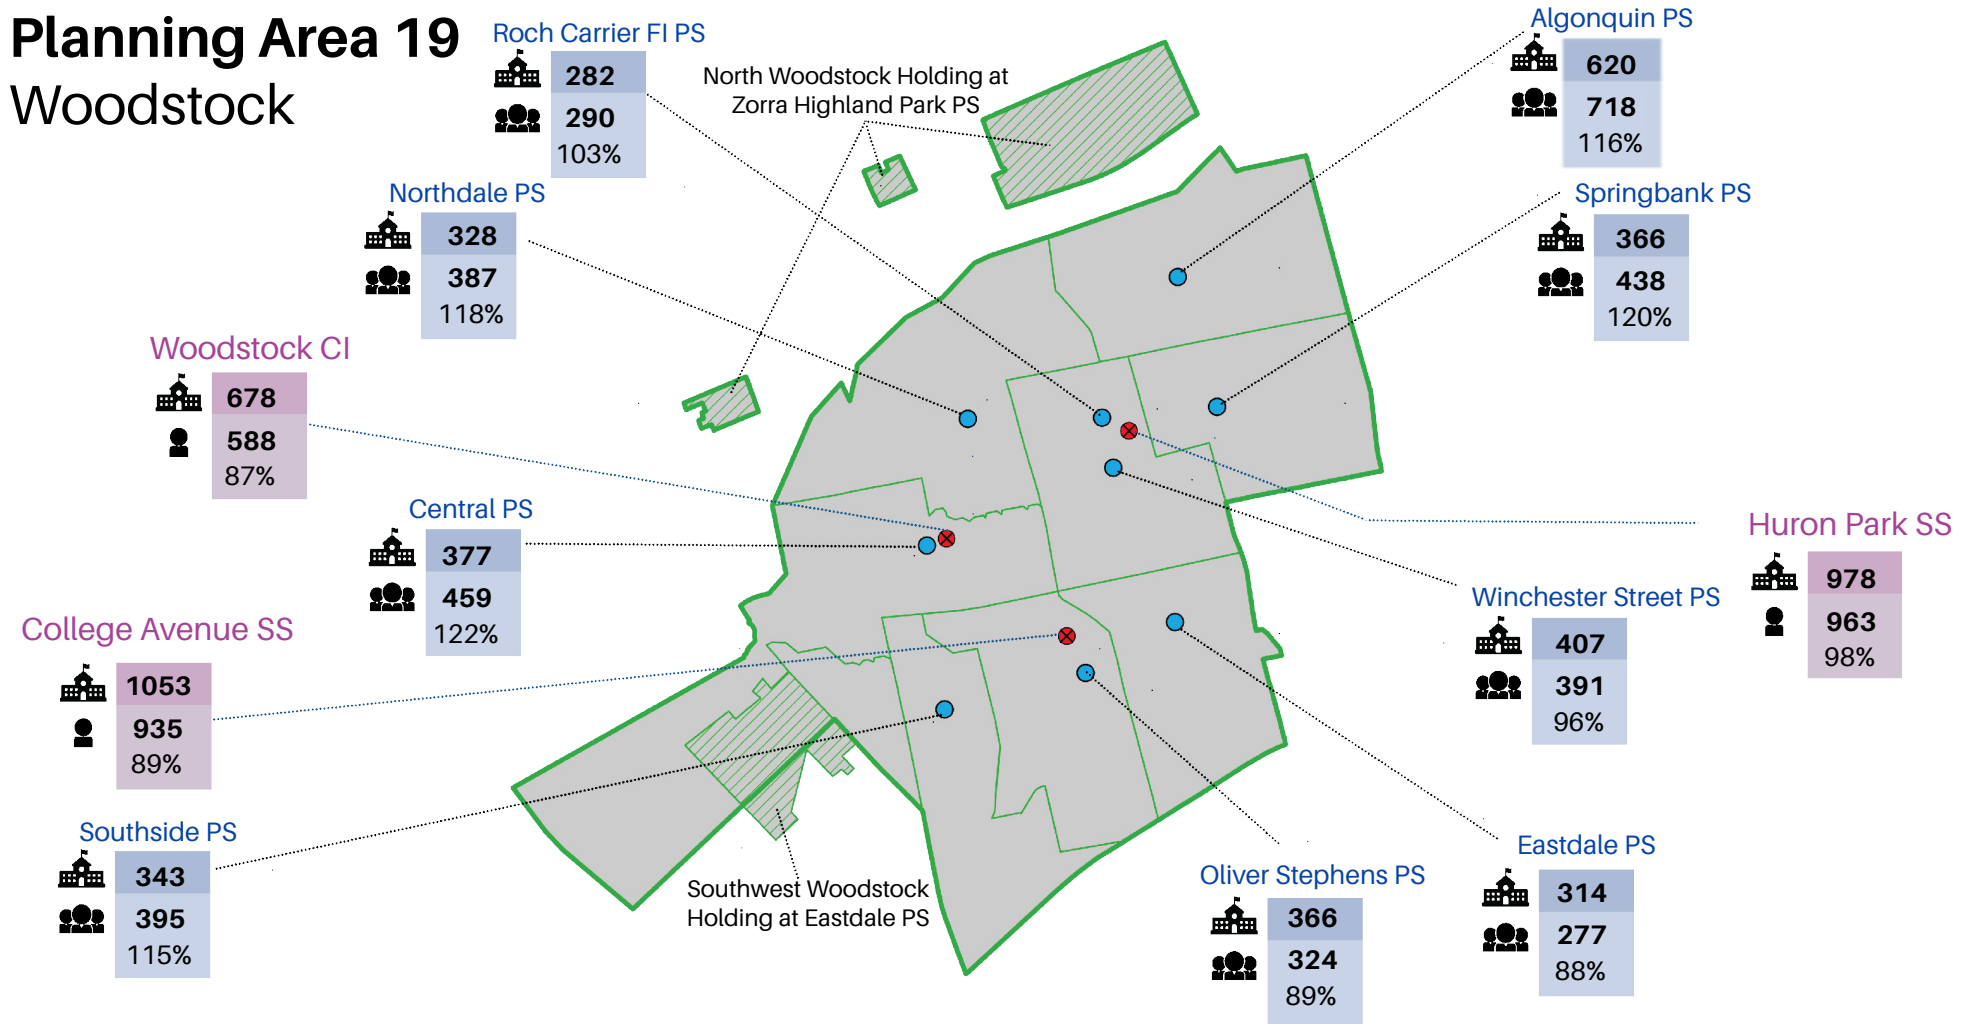 Planning Area 19
Woodstock
Roch Carrier FI PS
282
290
103%
North Woodstock Holding at
Zorra Highland Park PS
Algonquin PS
620
718
116%
Northdale PS
328
387
118%
Springbank PS
366
438
120%
Woodstock CI
678
588
87%
Central PS
377
459
122%
Huron Park SS
978
963
98%
College Avenue SS
1053
935
89%
Winchester Street PS
407
391
96%
Southside PS
343
395
115%
Southwest Woodstock
Holding at Eastdale PS
Oliver Stephens PS
366
324
89%
Eastdale PS
314
277
88%